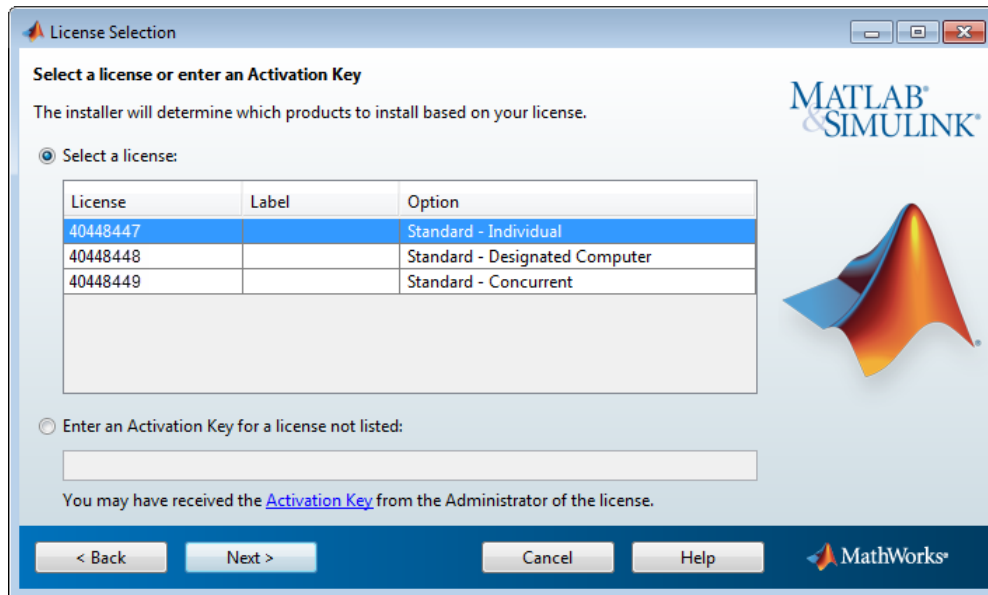 License Selection
Select a license or enter an Activation Key
The installer will determine which products to install based on your license.
MATLAB®
&SIMULINK®
Select a license:
License Label Option
40448447 Standard - Individual
40448448 Standard - Designated Computer
40448449 Standard - Concurrent
®
Enter an Activation Key for a license not listed:
You may have received the Activation Key from the Administrator of the license.
< Back Next > Cancel Help MathWorks®